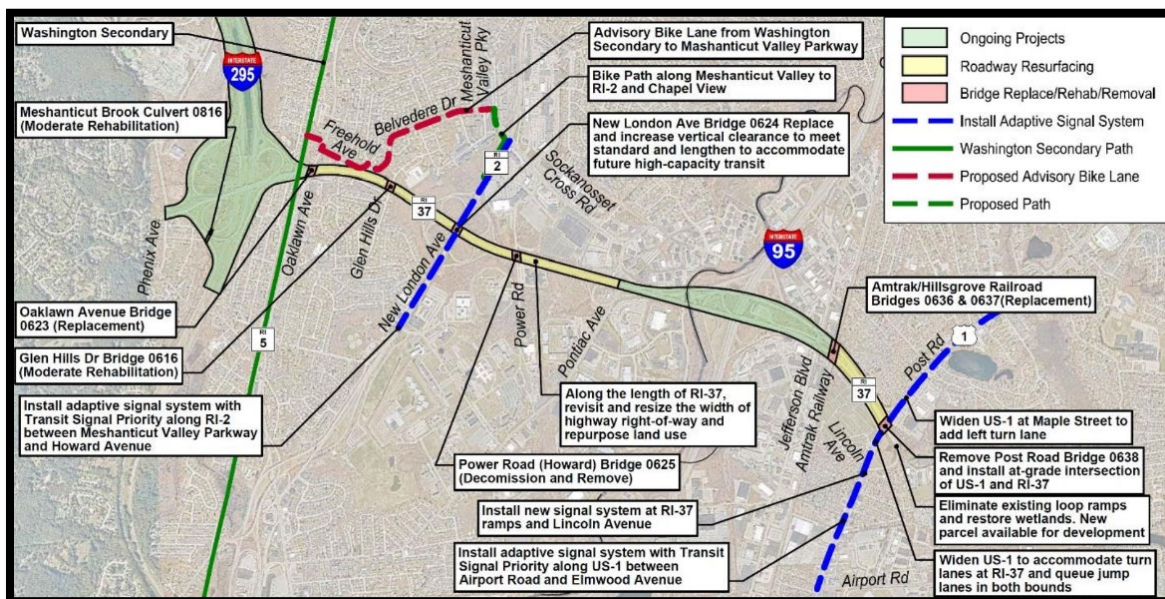 Washington Secondary
INTERSTATE
295
Meshanticut Brook Culvert 0816
(Moderate Rehabilitation)
Phenix Ave
Oaklawn Avenue Bridge
0623 (Replacement)
Glen Hills Dr Bridge 0616
(Moderate Rehabilitation)
Install adaptive signal system with
Transit Signal Priority along RI-2
between Meshanticut Valley Parkway
and Howard Avenue
RI
5
Oaklawn Ave
Freehold
Ave
Belvedere Dr
Meshanticut
Valley Pky
Glen Hills Dr
RI
37
New London Ave
RI
2
Sockanosset
Cross Rd
Advisory Bike Lane from Washington
Secondary to Mashanticut Valley Parkway
Bike Path along Meshanticut Valley to
RI-2 and Chapel View
New London Ave Bridge 0624 Replace
and increase vertical clearance to meet
standard and lengthen to accommodate
future high-capacity transit
Power Rd
Pontiac Ave
INTERSTATE
95
Along the length of RI-37,
revisit and resize the width of
highway right-of-way and
repurpose land use
Power Road (Howard) Bridge 0625
(Decomission and Remove)
Install new signal system at RI-37
ramps and Lincoln Avenue
Install adaptive signal system with Transit
Signal Priority along US-1 between
Airport Road and Elmwood Avenue
Jefferson Blvd
Amtrak Railway
Lincoln
Ave
RI
37
Post Rd
1
Airport Rd
Amtrak/Hillsgrove Railroad
Bridges 0636 & 0637(Replacement)
Widen US-1 at Maple Street to
add left turn lane
Remove Post Road Bridge 0638
and install at-grade intersection
of US-1 and RI-37
Eliminate existing loop ramps
and restore wetlands. New
parcel available for development
Widen US-1 to accommodate turn
lanes at RI-37 and queue jump
lanes in both bounds
Ongoing Projects
Roadway Resurfacing
Bridge Replace/Rehab/Removal
Install Adaptive Signal System
Washington Secondary Path
Proposed Advisory Bike Lane
Proposed Path